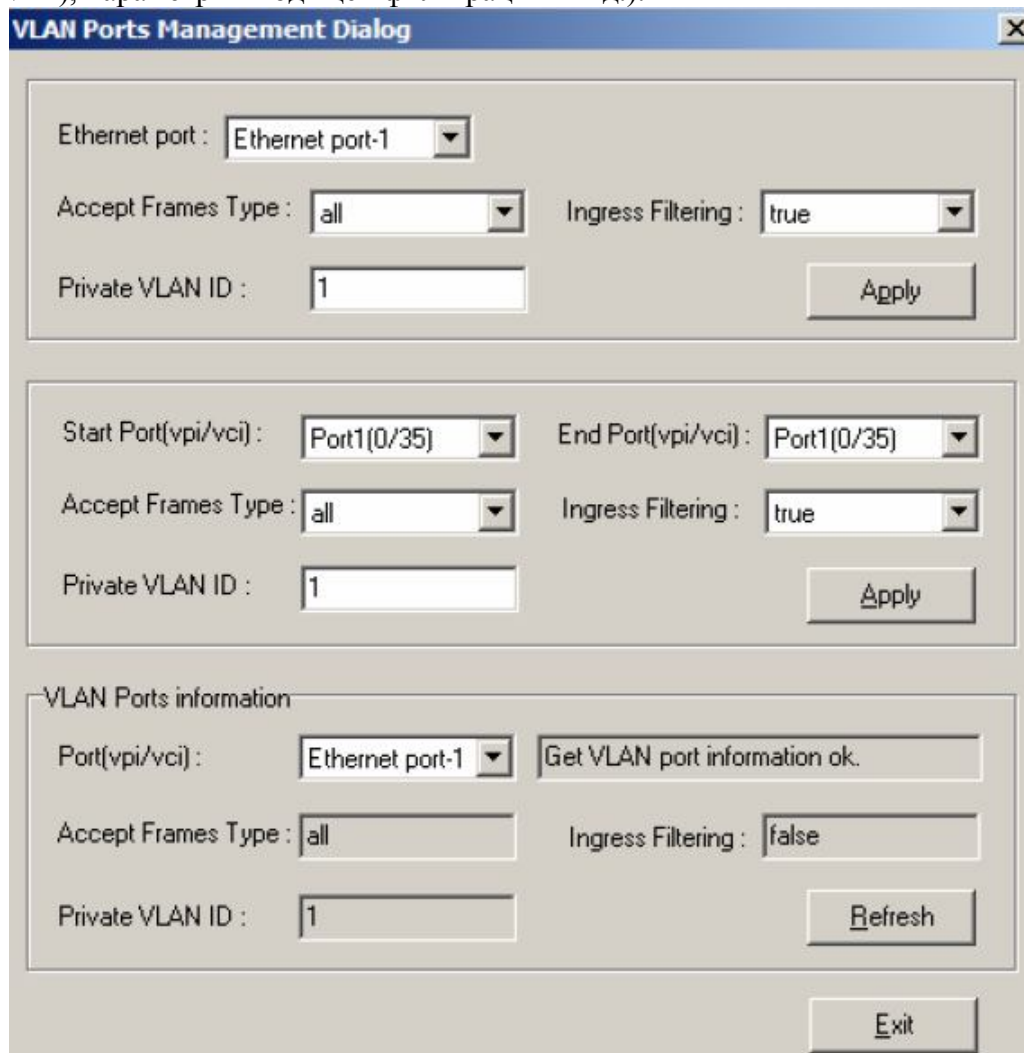 VLAN Ports Management Dialog
Ethernet port : Ethernet port-1
Accept Frames Type : all Ingress Filtering : true
Private VLAN ID : 1 Apply
Start Port(vpi/vci) : Port1(0/35) End Port(vpi/vci) : Port1(0/35)
Accept Frames Type : all Ingress Filtering : true
Private VLAN ID : 1 Apply
VLAN Ports information
Port(vpi/vci) : Ethernet port-1 Get VLAN port information ok.
Accept Frames Type : all Ingress Filtering : false
Private VLAN ID : 1 Refresh
Exit